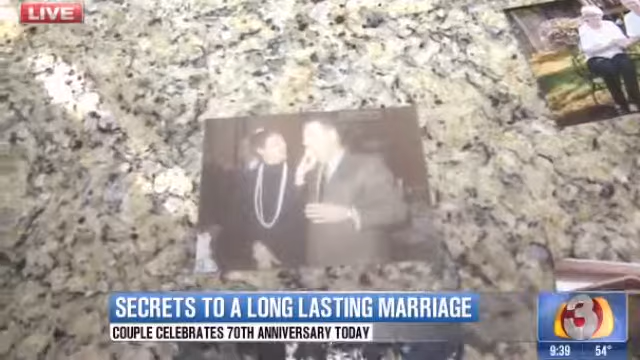 LIVE
SECRETS TO A LONG LASTING MARRIAGE
COUPLE CELEBRATES 70TH ANNIVERSARY TODAY
3
9:39 54°